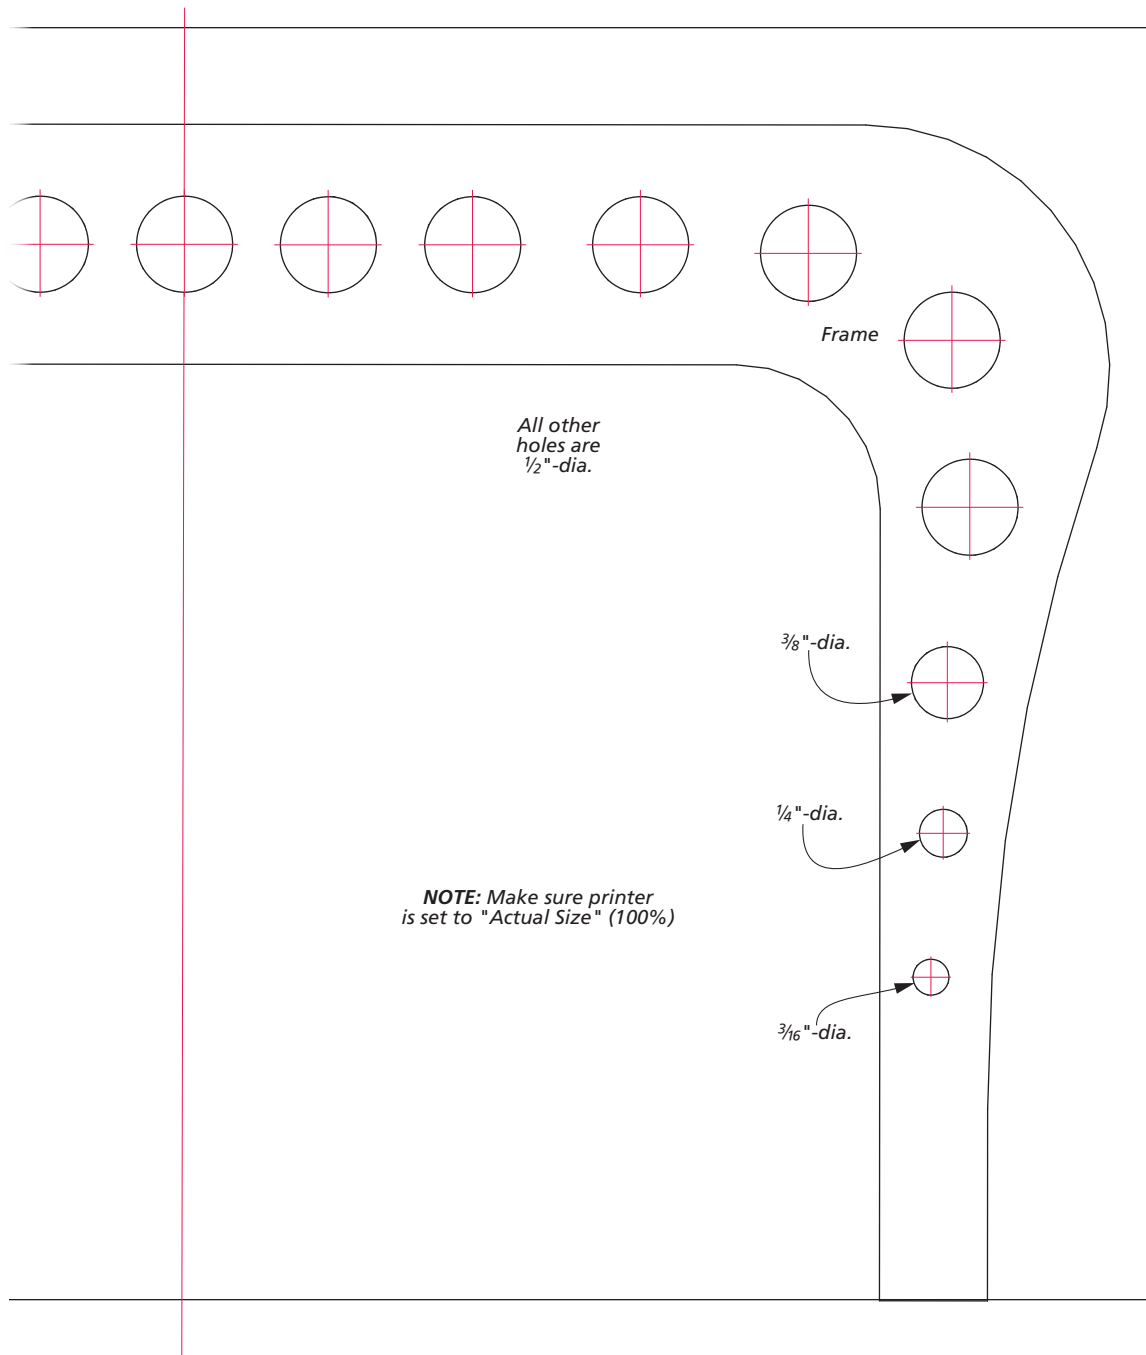 Frame
All other
holes are
½"-dia.
⅜"-dia.
¼"-dia.
NOTE: Make sure printer
is set to "Actual Size" (100%)
3⁄16"-dia.